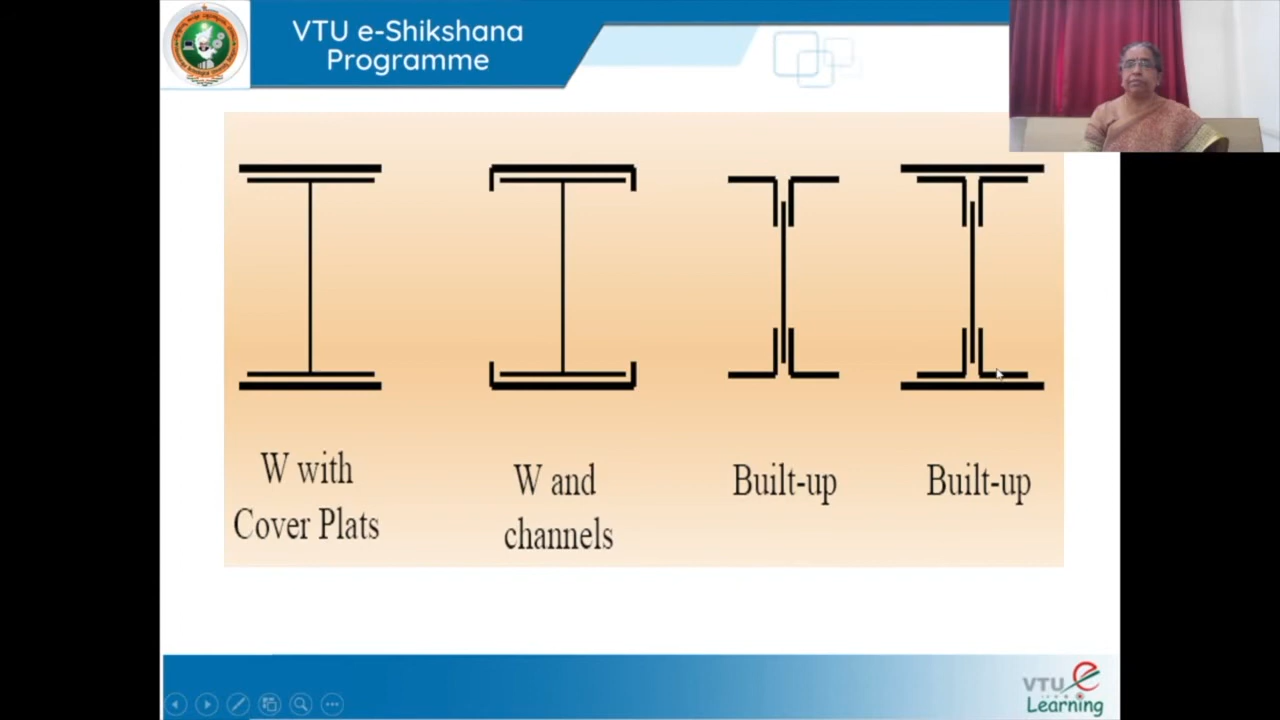 VTU e-Shikshana
Programme
W with
Cover Plats
W and
channels
Built-up
Built-up
VTU e
Learning